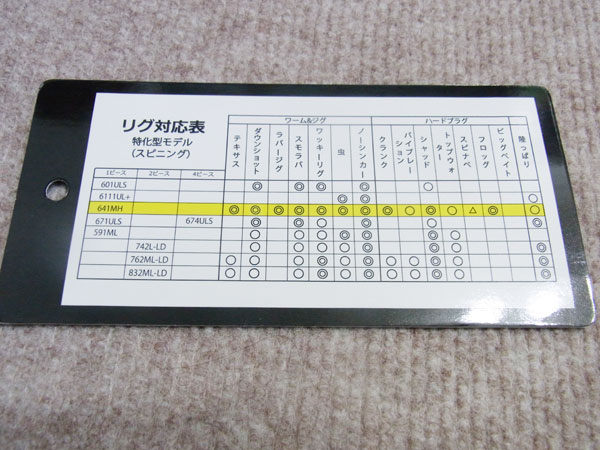 リグ対応表
特化型モデル
(スピニング)
ワーム&ジグ ハードプラグ
テキサス
ダウンショット
ラバージグ
スモラバ
ワッキーリグ
虫
ノーシンカー
クランク
バイブレーション
シャッド
トップウォーター
スピナベ
フロッグ
ビッグベイト
陸っぱり
1ピース 2ピース 4ピース
601ULS ◎ ◎ ◎ ◎ ○
6111UL+ ◎ ◎ ○
641MH ◎ ◎ ◎ ◎ ◎ ◎ ◎ ◎ ○ ◎ ○ △ ◎ ○
671ULS 674ULS
591ML
742L-LD
762ML-LD
832ML-LD